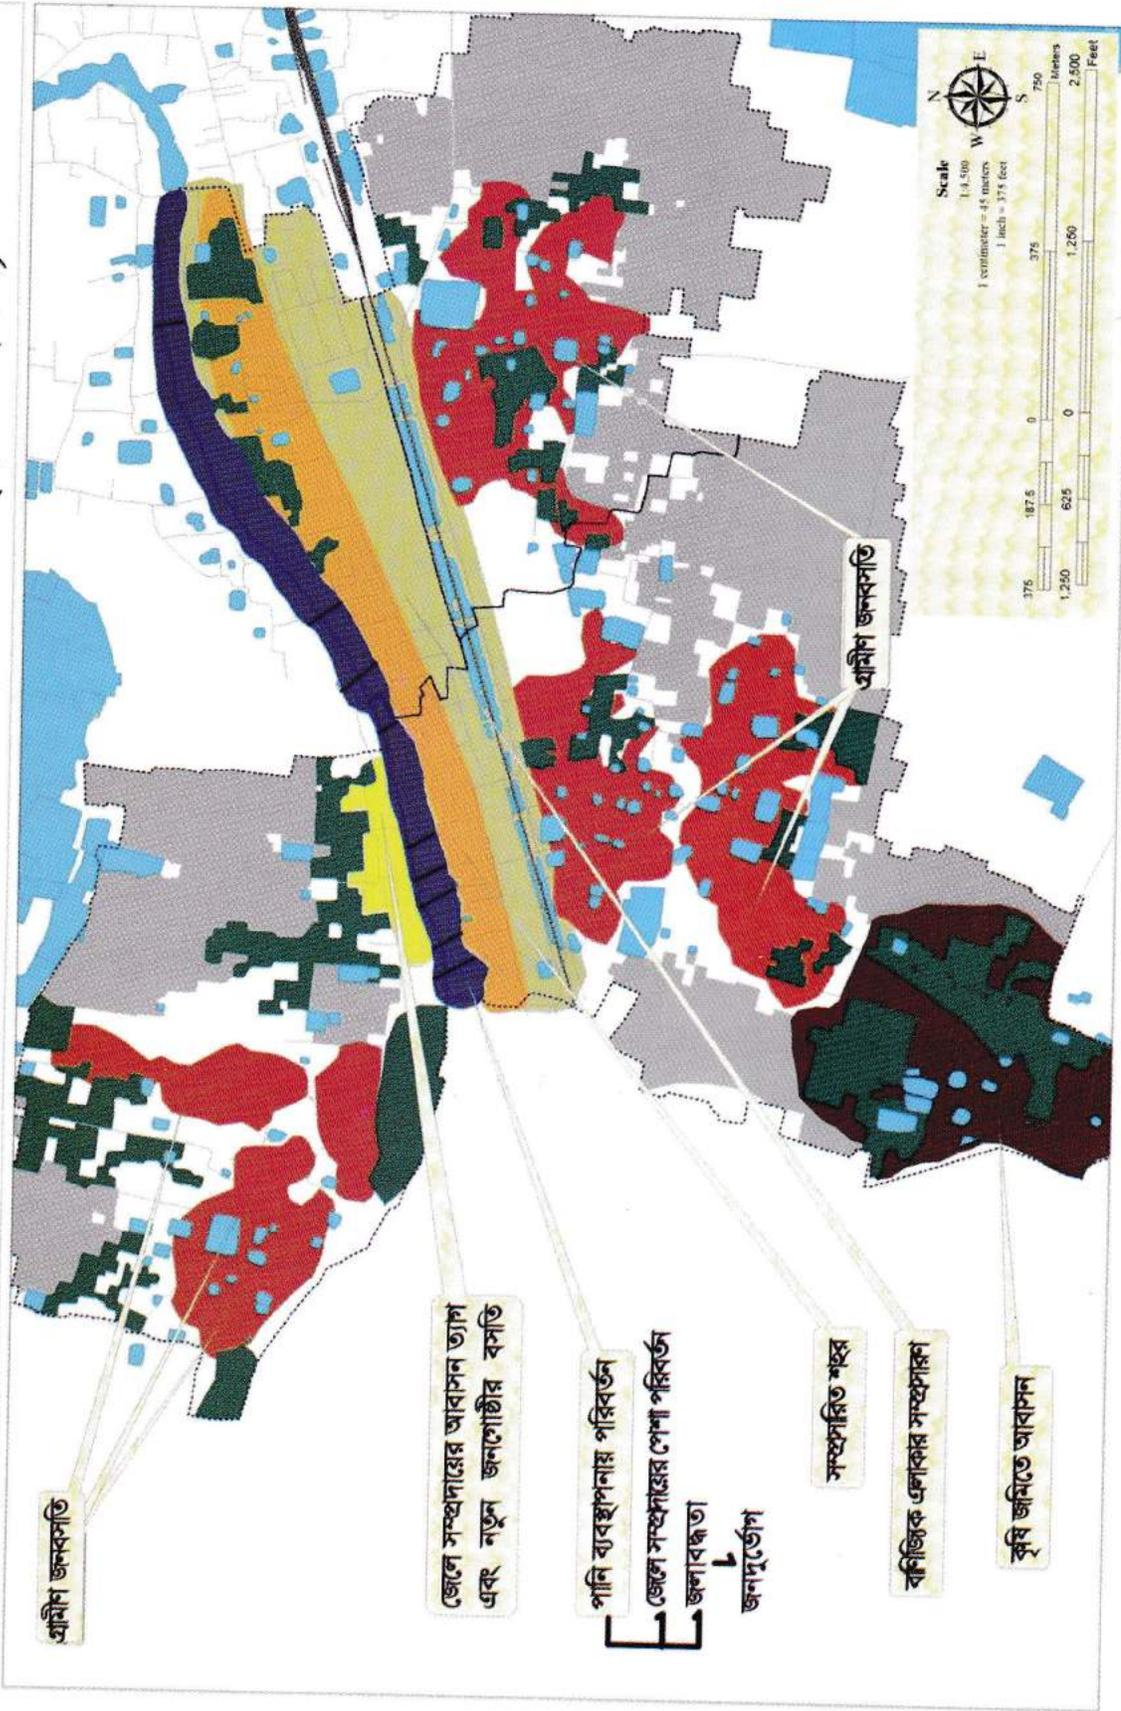 গ্রামীণ জনবসতি
জেলে সম্প্রদায়ের আবাসন ত্যাগ
এবং নতুন জনগোষ্ঠীর বসতি
পানি ব্যবস্থাপনায় পরিবর্তন
জেলে সম্প্রদায়ের পেশা পরিবর্তন
জলাবদ্ধতা
জনদুর্ভোগ
সম্প্রসারিত শহর
বাণিজ্যিক এলাকার সম্প্রসারণ
কৃষি জমিতে আবাসন
গ্রামীণ জনবসতি
Scale
1:4,500
1 centimeter = 45 meters
1 inch = 375 feet
N
E
S
W
375 187.5 0 375 750
Meters
1,250 625 0 1,250 2,500
Feet